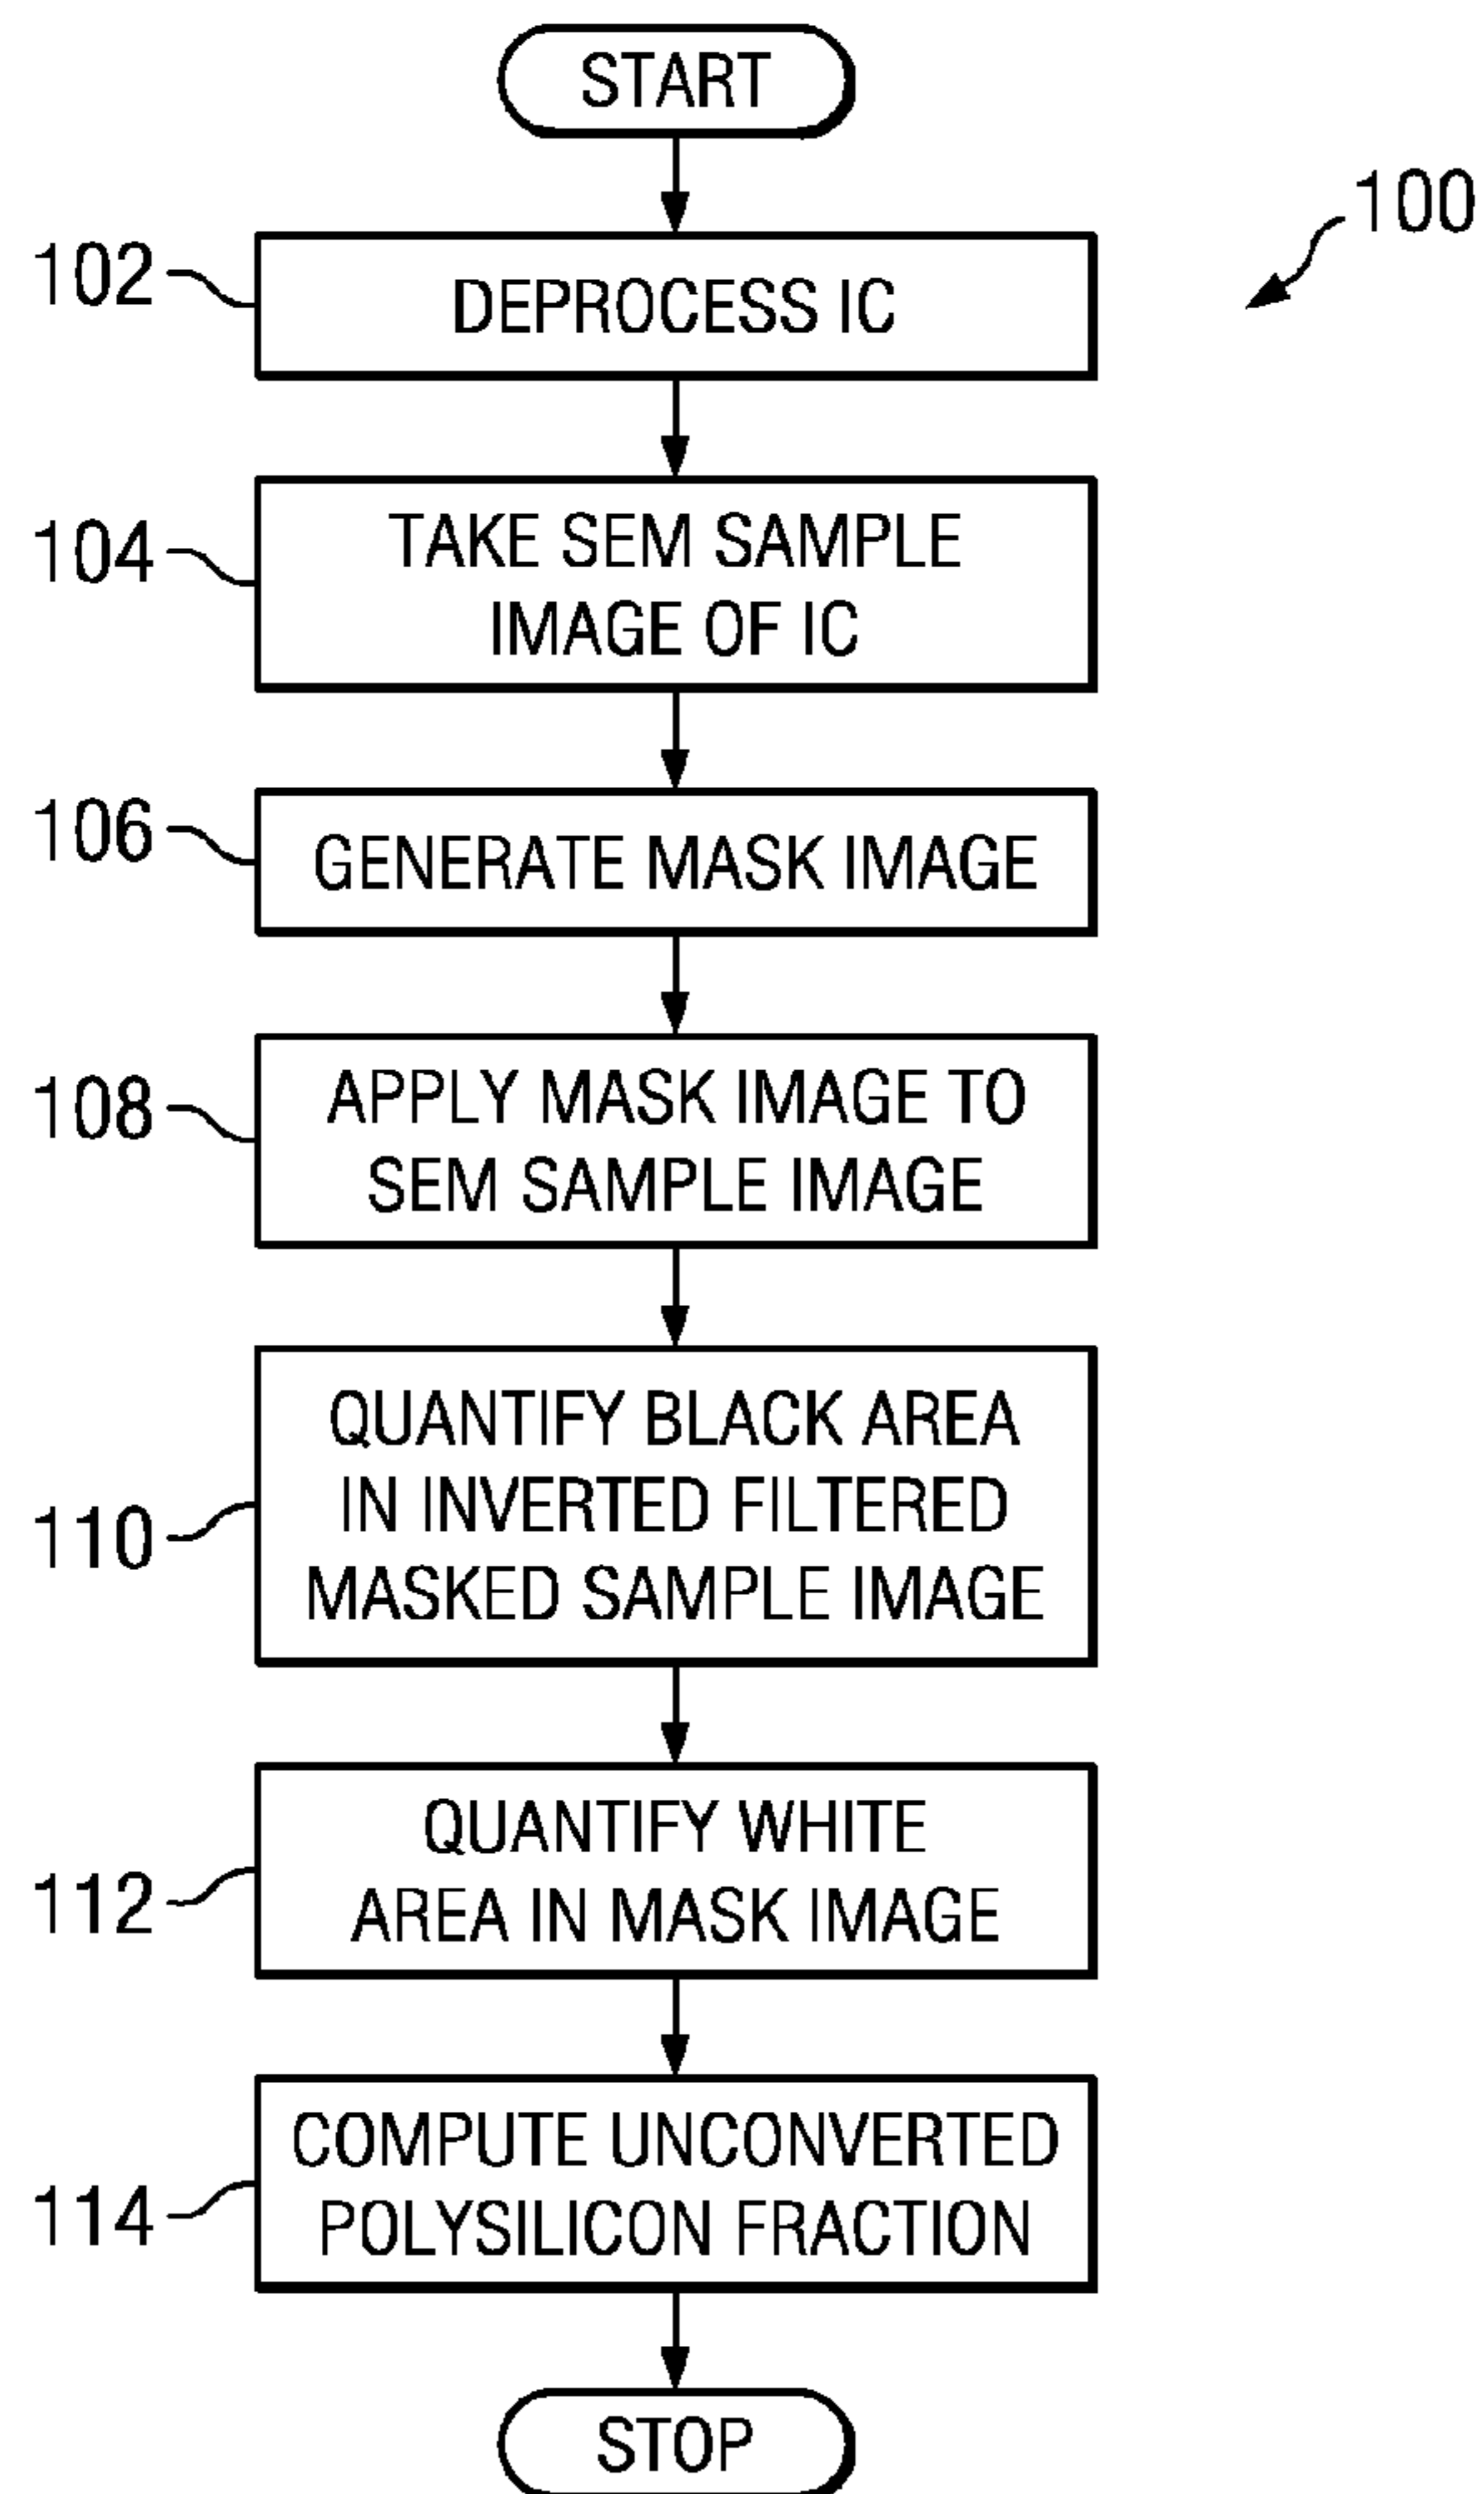 START
100
102
DEPROCESS IC
104
TAKE SEM SAMPLE
IMAGE OF IC
106
GENERATE MASK IMAGE
108
APPLY MASK IMAGE TO
SEM SAMPLE IMAGE
110
QUANTIFY BLACK AREA
IN INVERTED FILTERED
MASKED SAMPLE IMAGE
112
QUANTIFY WHITE
AREA IN MASK IMAGE
114
COMPUTE UNCONVERTED
POLYSILICON FRACTION
STOP